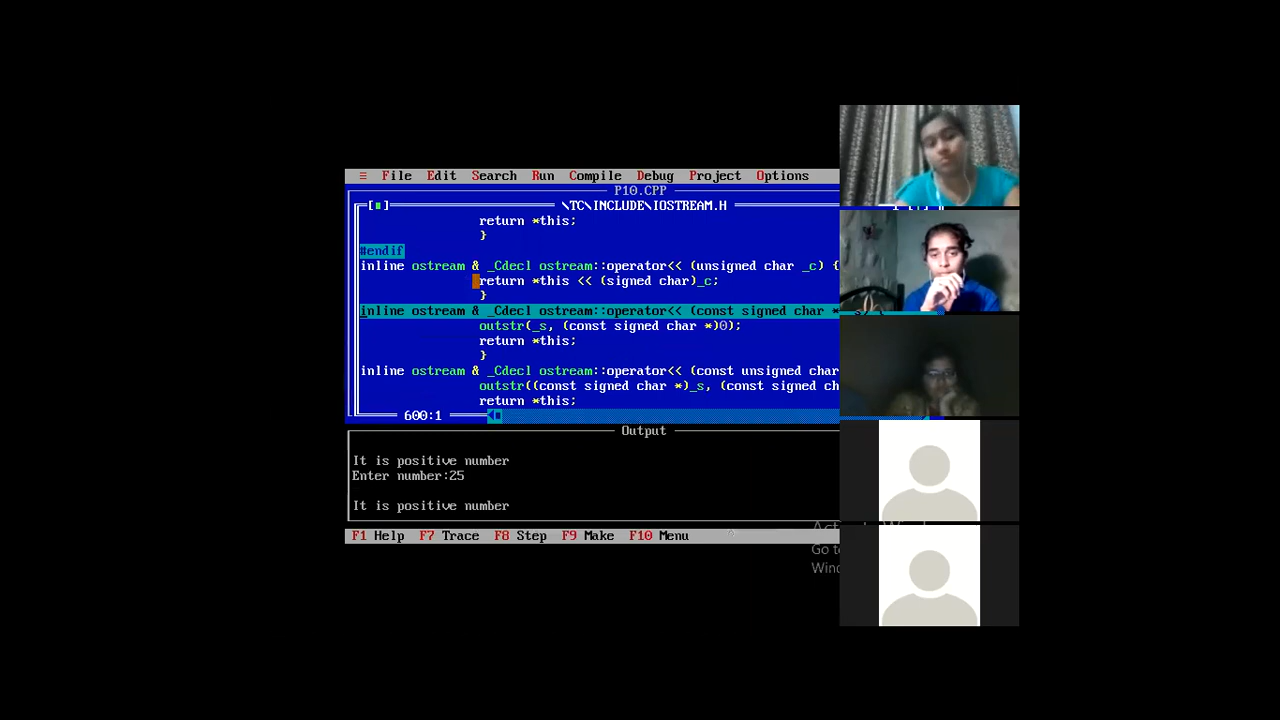 ≡ File Edit Search Run Compile Debug Project Options
P10.CPP
[■] \TC\INCLUDE\IOSTREAM.H
return *this;
}
#endif
inline ostream & _Cdecl ostream::operator<< (unsigned char _c) {
return *this << (signed char)_c;
}
inline ostream & _Cdecl ostream::operator<< (const signed char *
outstr(_s, (const signed char *)0);
return *this;
}
inline ostream & _Cdecl ostream::operator<< (const unsigned char
outstr((const signed char *)_s, (const signed ch
return *this;
600:1
Output
It is positive number
Enter number:25
It is positive number
F1 Help F7 Trace F8 Step F9 Make F10 Menu